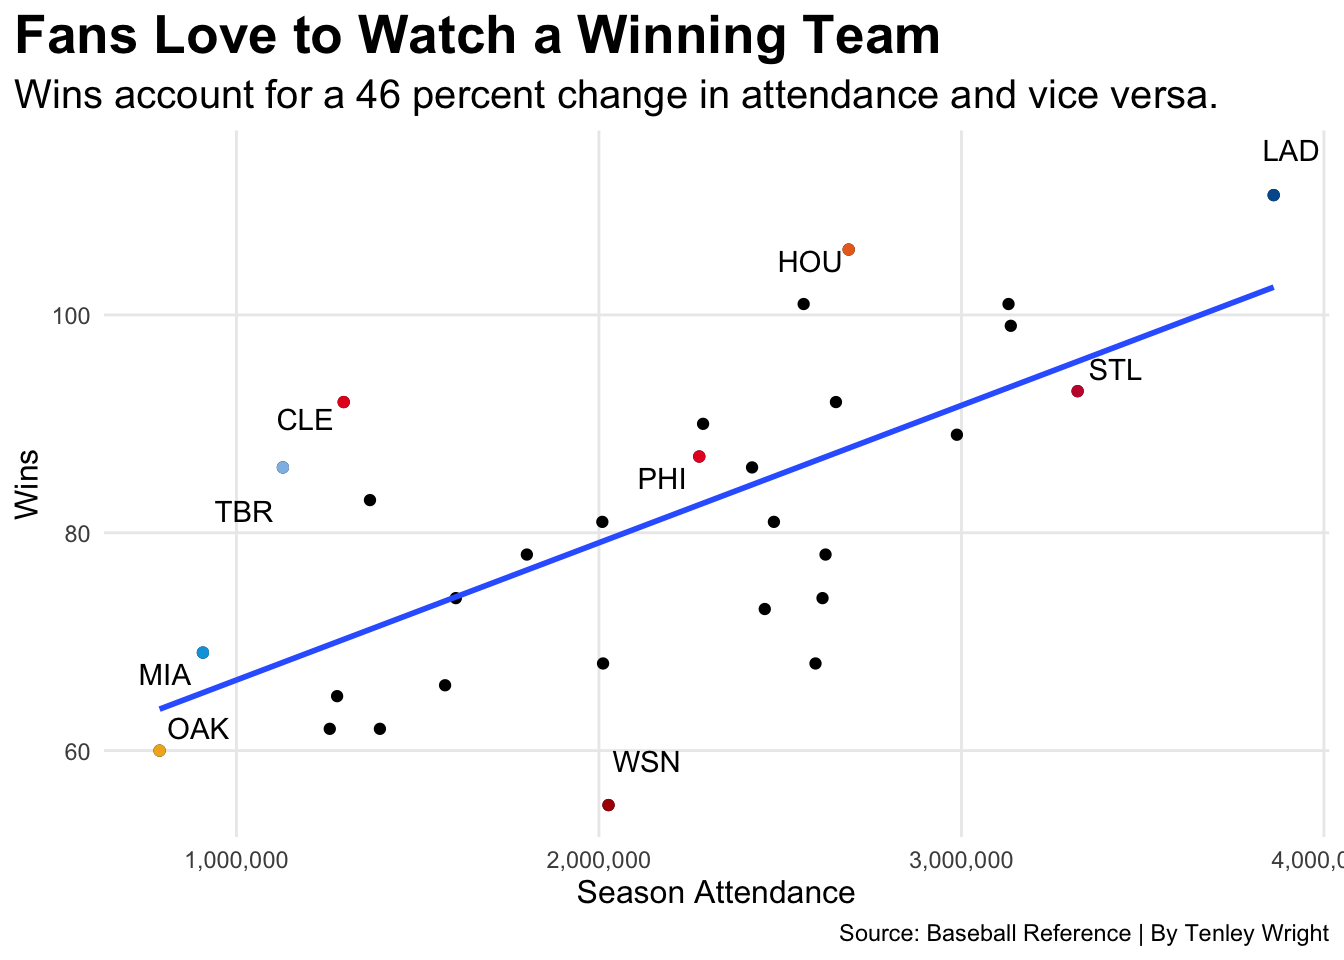 Fans Love to Watch a Winning Team
Wins account for a 46 percent change in attendance and vice versa.
LAD
HOU
100
STL
CLE
PHI
Wins
TBR
80
MIA
OAK
60
WSN
1,000,000 2,000,000 3,000,000 4,000,0
Season Attendance
Source: Baseball Reference | By Tenley Wright